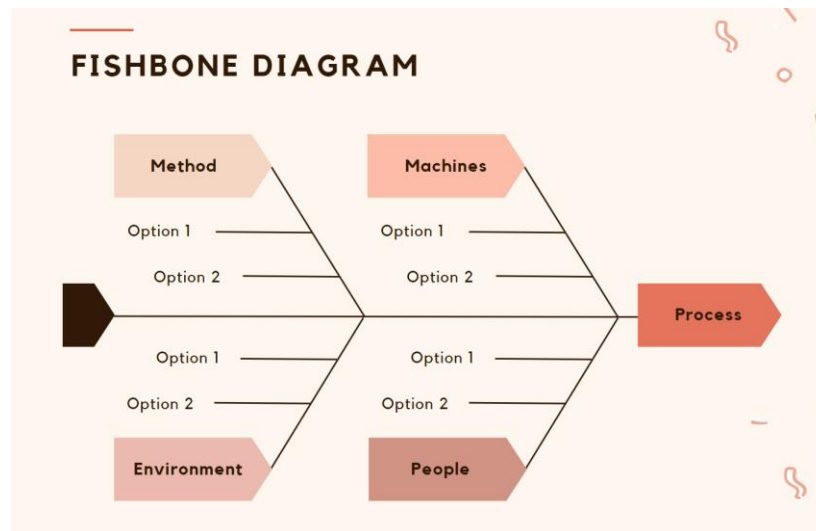 FISHBONE DIAGRAM
Method
Machines
Option 1
Option 1
Option 2
Option 2
Process
Option 1
Option 1
Option 2
Option 2
Environment
People